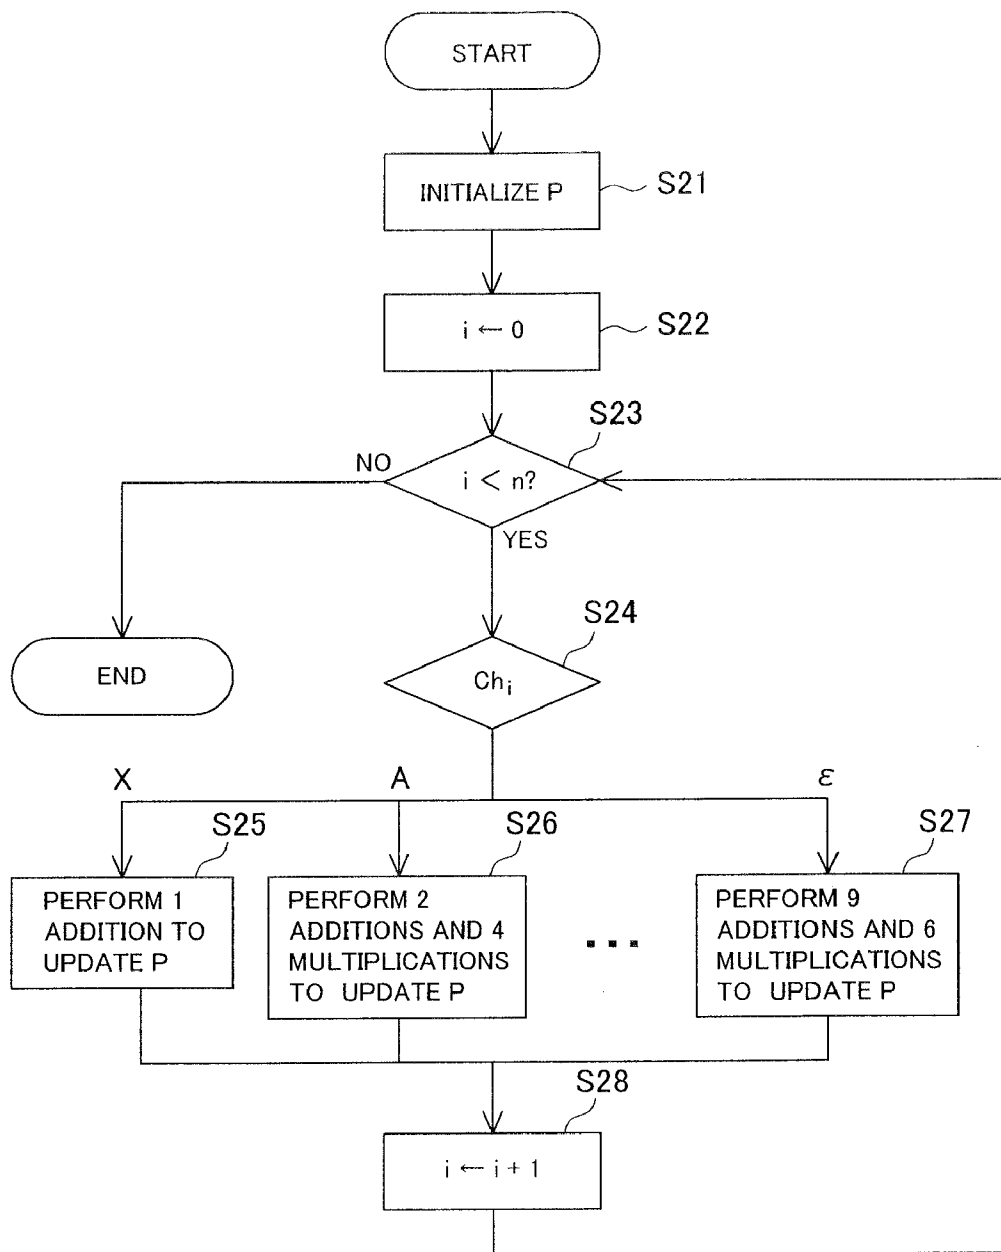 START
INITIALIZE P
S21
i ← 0
S22
S23
NO
i < n?
YES
S24
END
Chi
X
A
ε
S25
S26
S27
PERFORM 1
ADDITION TO
UPDATE P
PERFORM 2
ADDITIONS AND 4
MULTIPLICATIONS
TO UPDATE P
▪ ▪ ▪
PERFORM 9
ADDITIONS AND 6
MULTIPLICATIONS
TO UPDATE P
S28
i ← i + 1